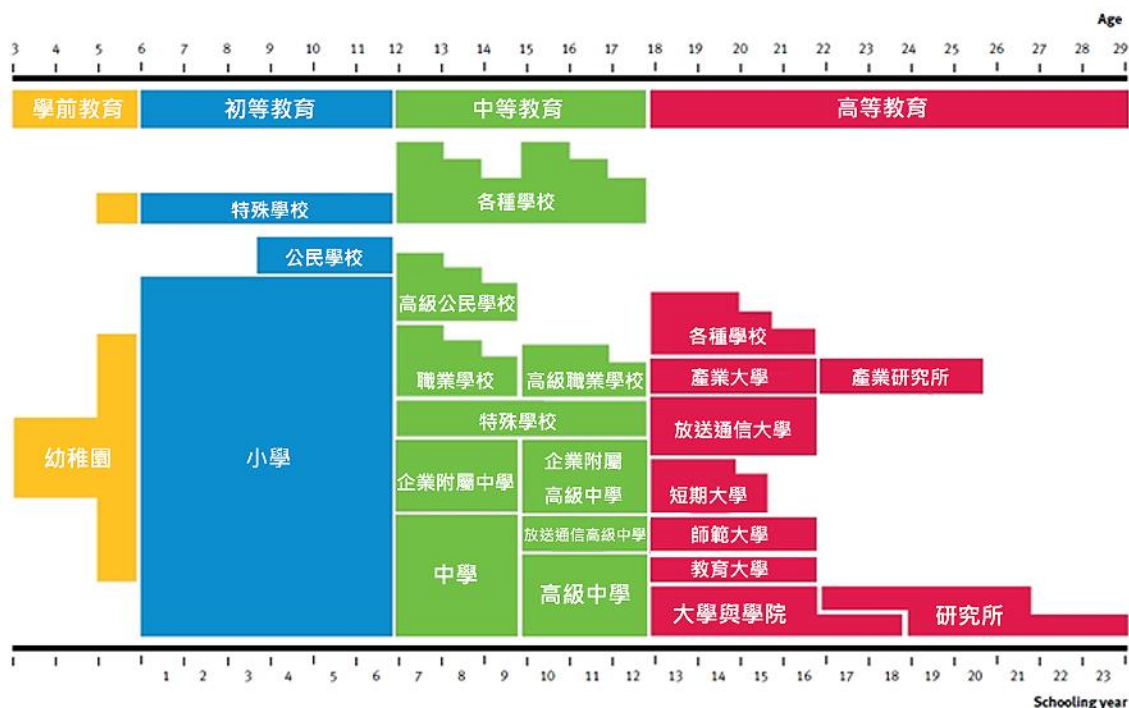 Age
3 4 5 6 7 8 9 10 11 12 13 14 15 16 17 18 19 20 21 22 23 24 25 26 27 28 29
學前教育 初等教育 中等教育 高等教育
特殊學校 各種學校
公民學校
高級公民學校
各種學校
職業學校 高級職業學校 產業大學 產業研究所
特殊學校 放送通信大學
幼稚園 小學
企業附屬中學 企業附屬
高級中學 短期大學
放送通信高級中學 師範大學
中學 教育大學
高級中學 大學與學院 研究所
1 2 3 4 5 6 7 8 9 10 11 12 13 14 15 16 17 18 19 20 21 22 23
Schooling year